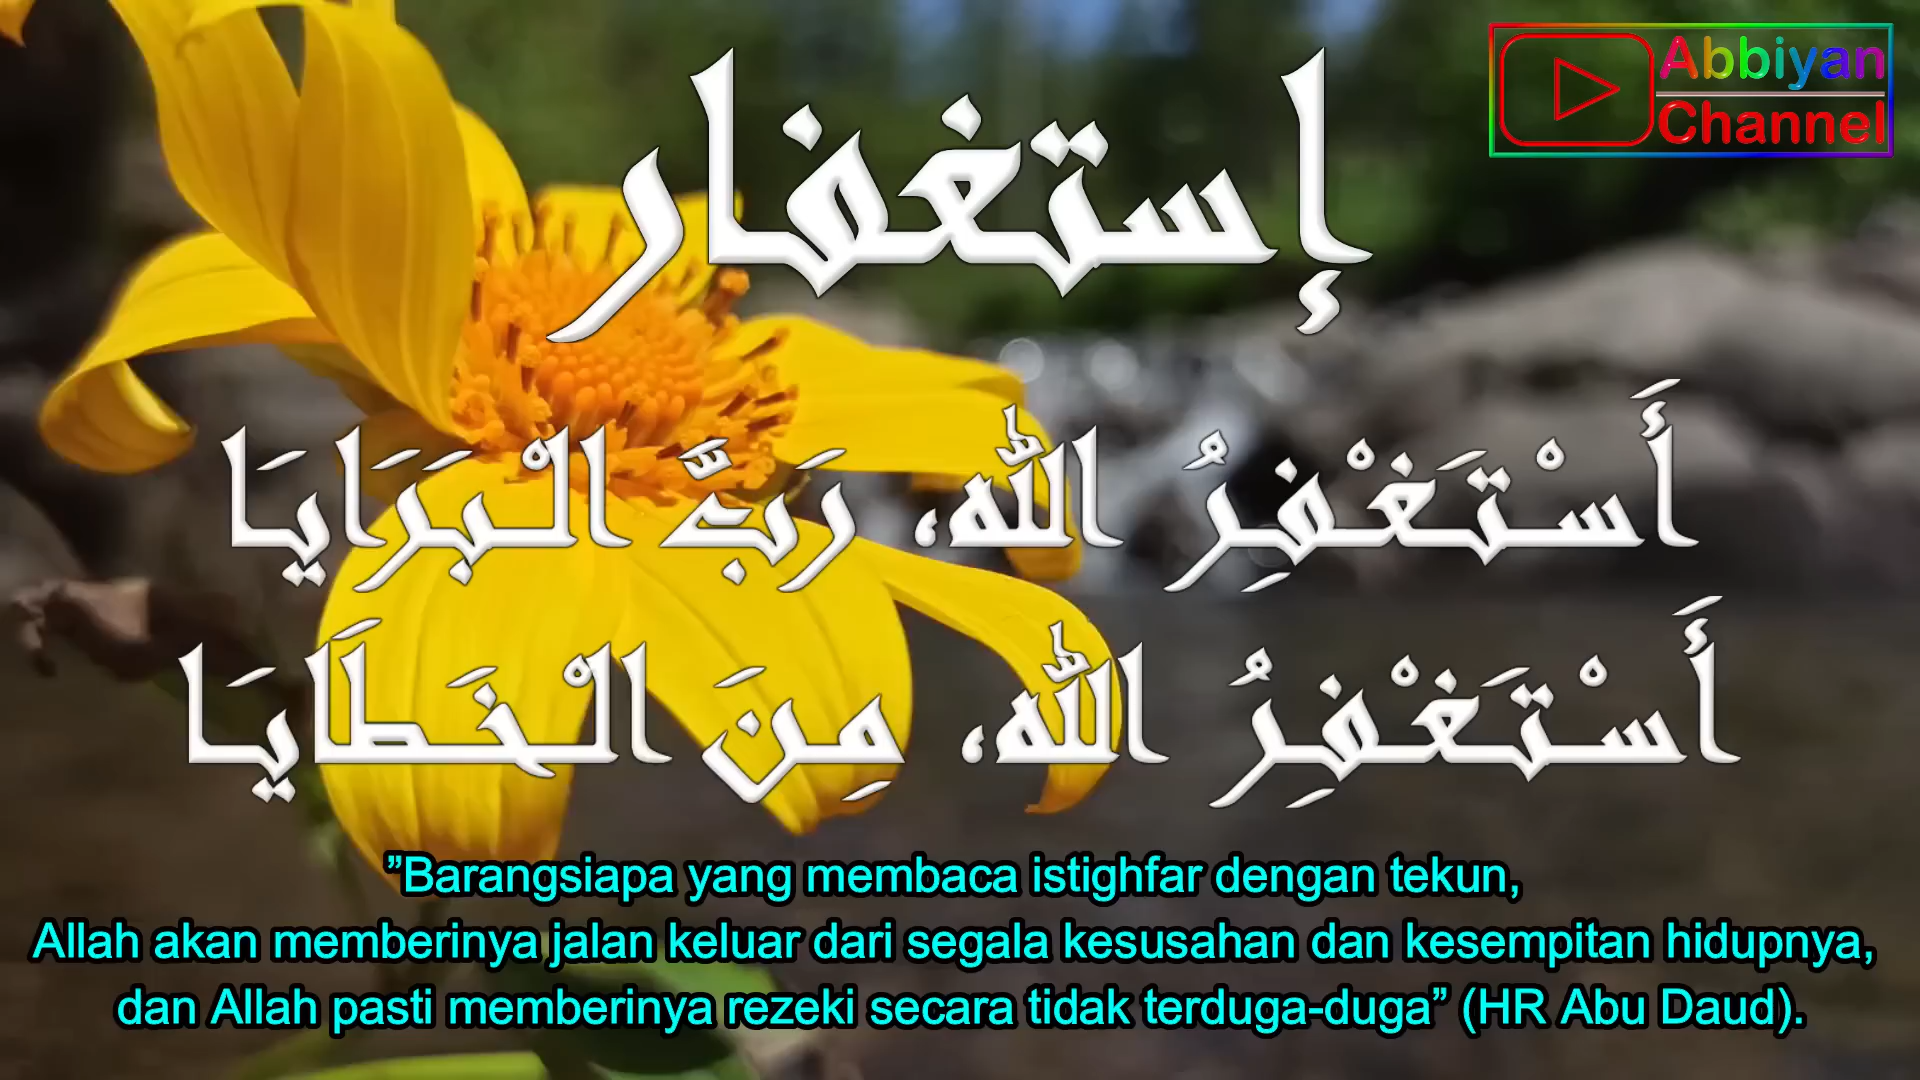 Abbiyan
Channel
إستغفار
أَسْتَغْفِرُ الله، رَبَّ الْبَرَايَا
أَسْتَغْفِرُ الله، مِنَ الْخَطَايَا
”Barangsiapa yang membaca istighfar dengan tekun,
Allah akan memberinya jalan keluar dari segala kesusahan dan kesempitan hidupnya,
dan Allah pasti memberinya rezeki secara tidak terduga-duga” (HR Abu Daud).